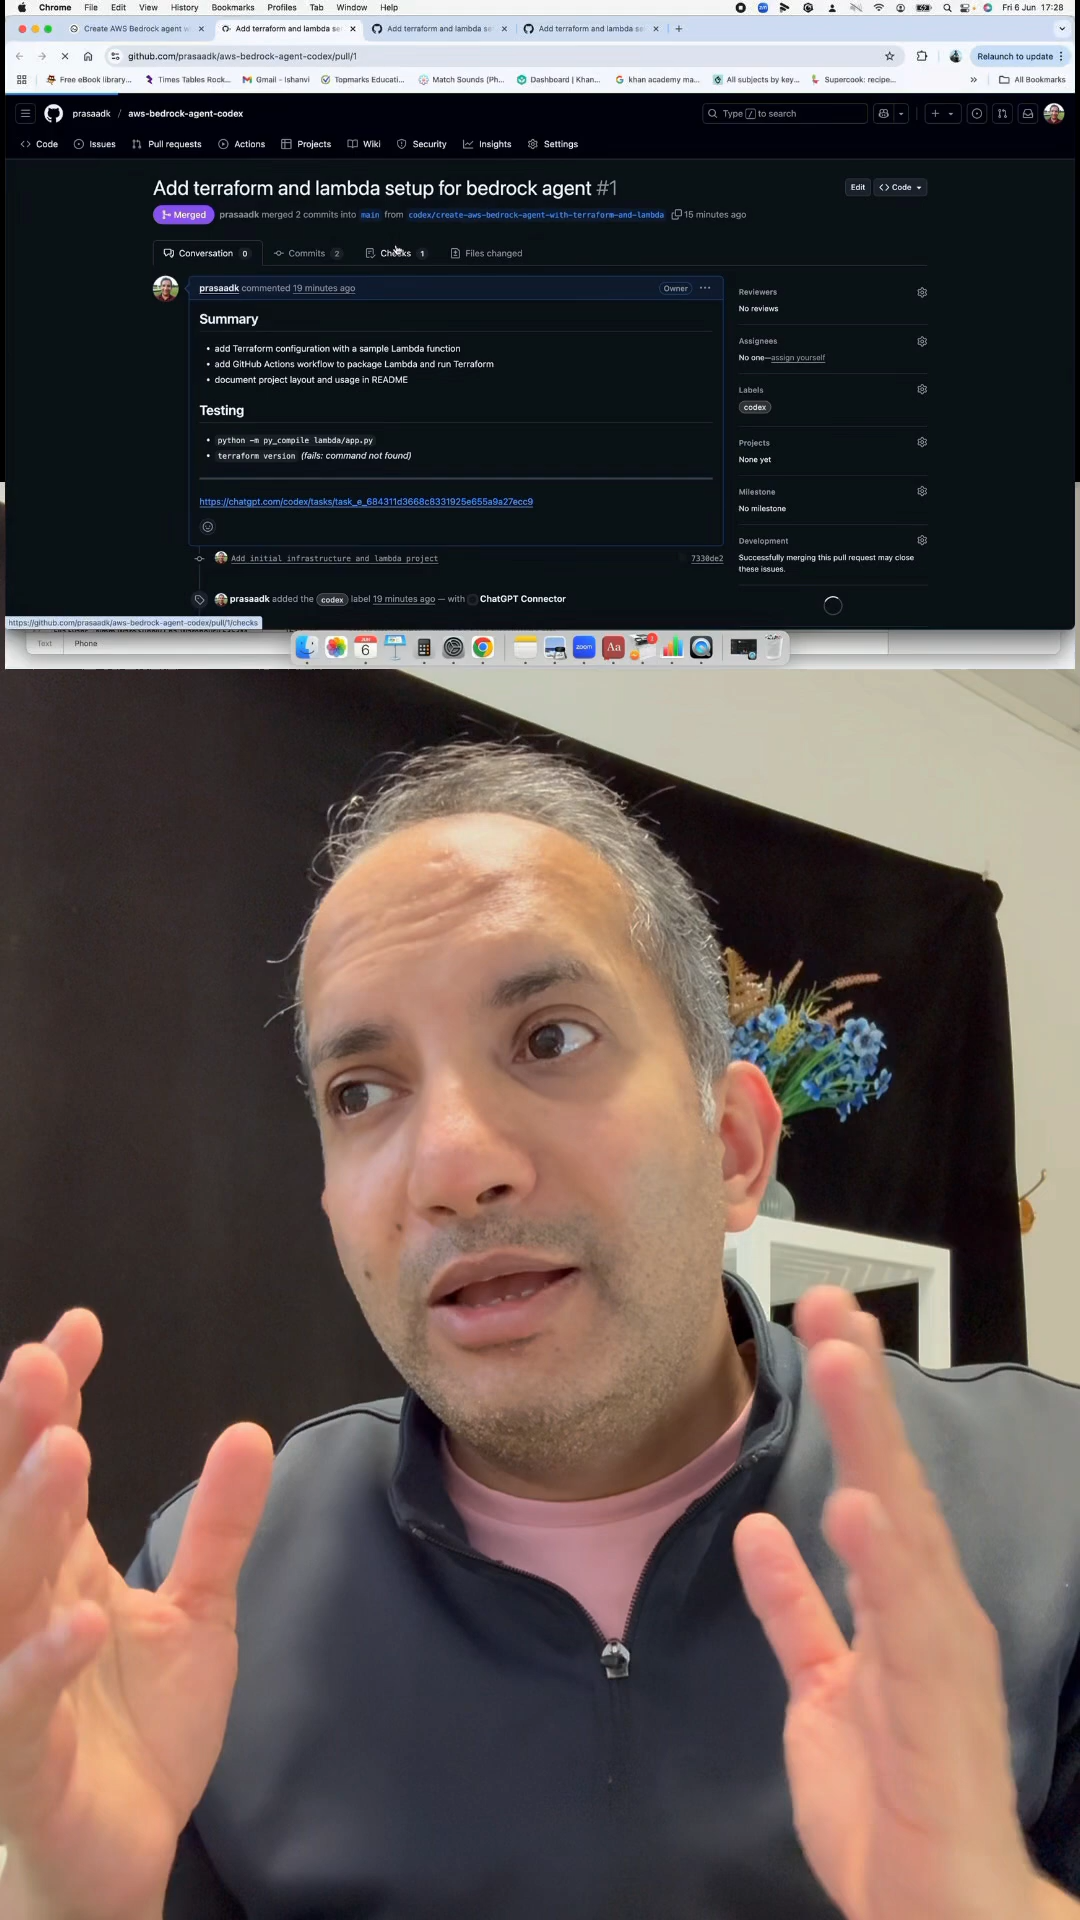 Chrome File Edit View History Bookmarks Profiles Tab Window Help Fri 6 Jun 17:28
Create AWS Bedrock agent w Add terraform and lambda se Add terraform and lambda se Add terraform and lambda se
github.com/prasaadk/aws-bedrock-agent-codex/pull/1 Relaunch to update
Free eBook library... Times Tables Rock... Gmail - Ishanvi Topmarks Educati... Match Sounds (Ph... Dashboard | Khan... khan academy ma... All subjects by key... Supercook: recipe... All Bookmarks
prasaadk / aws-bedrock-agent-codex Type / to search
Code Issues Pull requests Actions Projects Wiki Security Insights Settings
Add terraform and lambda setup for bedrock agent #1 Edit Code
Merged prasaadk merged 2 commits into main from codex/create-aws-bedrock-agent-with-terraform-and-lambda 15 minutes ago
Conversation 0 Commits 2 Checks 1 Files changed
prasaadk commented 19 minutes ago Owner
Summary
add Terraform configuration with a sample Lambda function
add GitHub Actions workflow to package Lambda and run Terraform
document project layout and usage in README
Testing
python -m py_compile lambda/app.py
terraform version (fails: command not found)
https://chatgpt.com/codex/tasks/task_e_684311d3668c8331925e655a9a27ecc9
Add initial infrastructure and lambda project 7330de2
prasaadk added the codex label 19 minutes ago — with ChatGPT Connector
Reviewers
No reviews
Assignees
No one—assign yourself
Labels
codex
Projects
None yet
Milestone
No milestone
Development
Successfully merging this pull request may close
these issues.
https://github.com/prasaadk/aws-bedrock-agent-codex/pull/1/checks
Text Phone
JUN
6
zoom
Aa